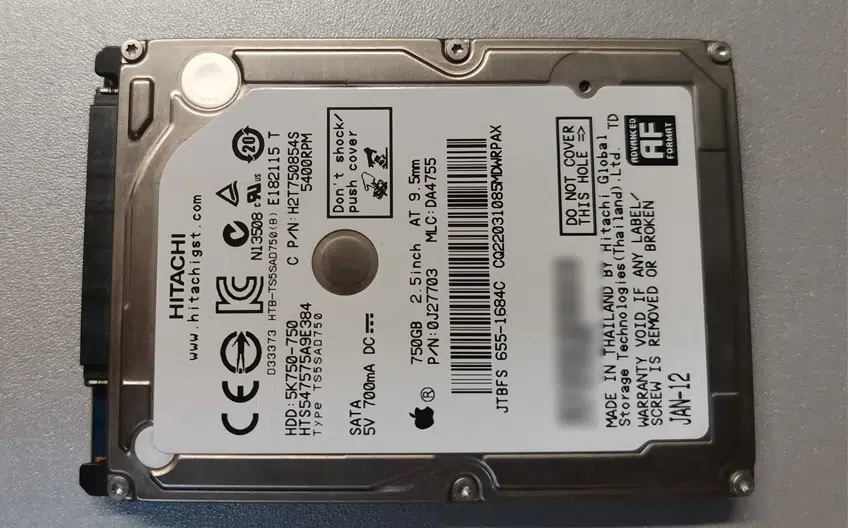 HITACHI
www.hitachigst.com
N13508 c us E182115 T
20
D33373 HTB-TS5SAD750(B)
CE
HDD:5K750-750 C P/N:H2T750854S
HTS547575A9E384 5400RPM
Type TS5SAD750
Don't shock/
push cover
SATA
5V 700mA DC
® 750GB 2.5inch AT 9.5mm
P/N:0J27703 MLC:DA4755
JTBFS 655-1684C CQ22031085MDWRPAX
DO NOT COVER
THIS HOLE =>
MADE IN THAILAND BY Hitachi Global
Storage Technologies(Thailand).Ltd. TD
WARRANTY VOID IF ANY LABEL/
SCREW IS REMOVED OR BROKEN
JAN-12
ADVANCED
AF
FORMAT